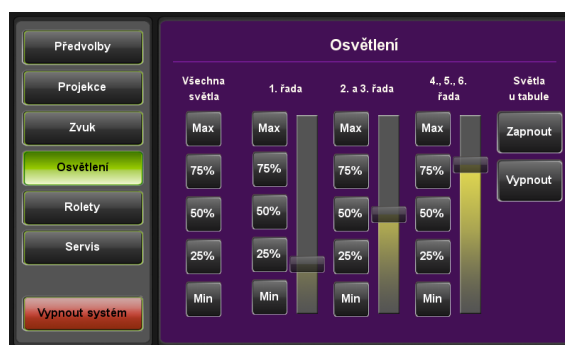 Předvolby
Projekce
Zvuk
Osvětlení
Rolety
Servis
Vypnout systém
Osvětlení
Všechna
světla
1. řada
2. a 3. řada
4., 5., 6.
řada
Světla
u tabule
Max
Max
Max
Max
Zapnout
75%
75%
75%
75%
Vypnout
50%
50%
50%
50%
25%
25%
25%
25%
Min
Min
Min
Min